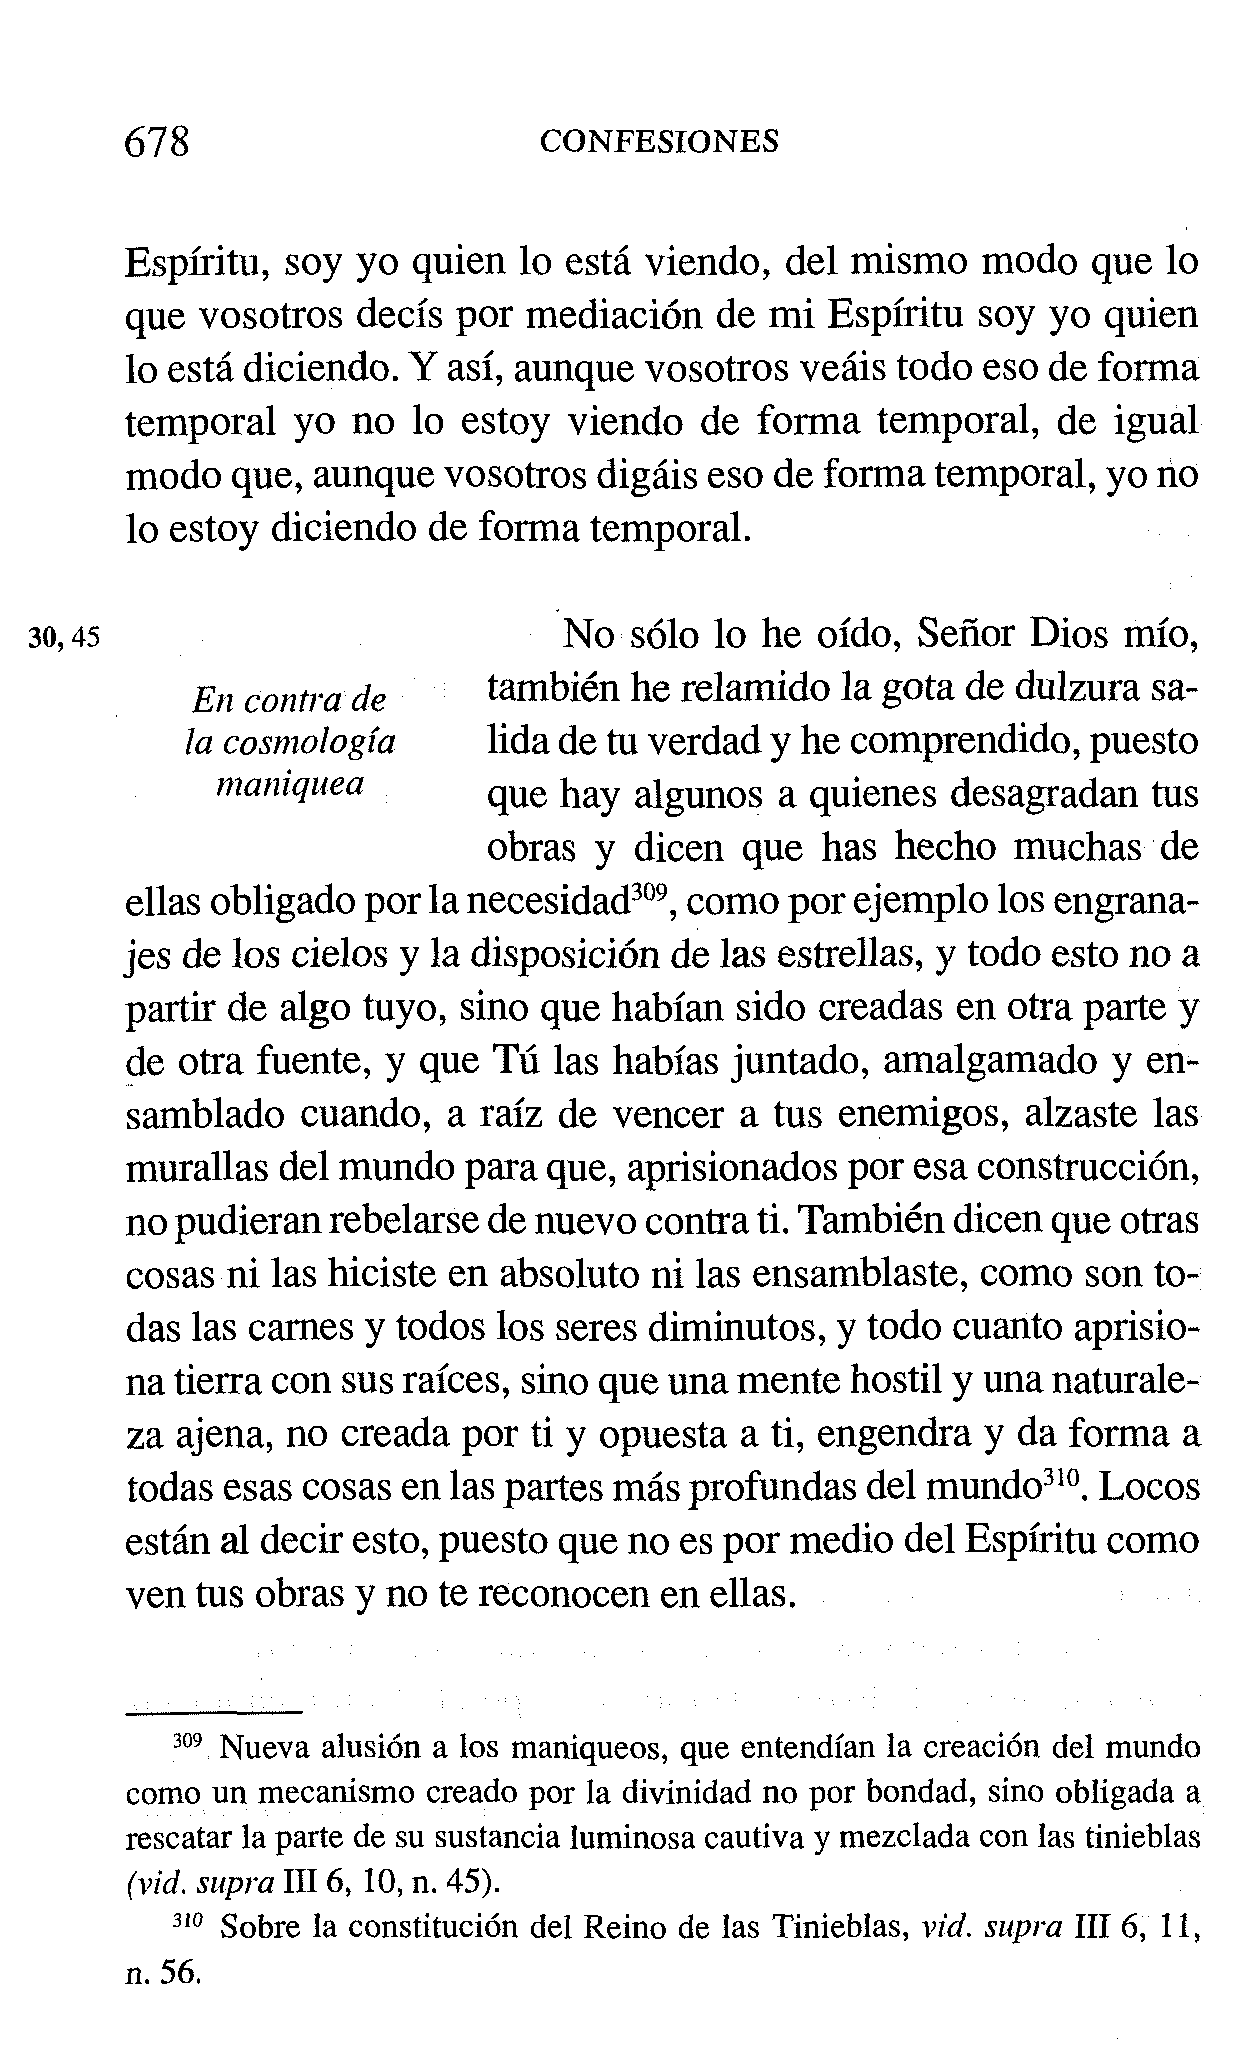 678 CONFESIONES
Espíritu, soy yo quien lo está viendo, del mismo modo que lo
que vosotros decís por mediación de mi Espíritu soy yo quien
lo está diciendo. Y así, aunque vosotros veáis todo eso de forma
temporal yo no lo estoy viendo de forma temporal, de igual
modo que, aunque vosotros digáis eso de forma temporal, yo no
lo estoy diciendo de forma temporal.
30, 45
En contra de
la cosmología
maniquea
No sólo lo he oído, Señor Dios mío,
también he relamido la gota de dulzura sa-
lida de tu verdad y he comprendido, puesto
que hay algunos a quienes desagradan tus
obras y dicen que has hecho muchas de
ellas obligado por la necesidad³⁰⁹, como por ejemplo los engrana-
jes de los cielos y la disposición de las estrellas, y todo esto no a
partir de algo tuyo, sino que habían sido creadas en otra parte y
de otra fuente, y que Tú las habías juntado, amalgamado y en-
samblado cuando, a raíz de vencer a tus enemigos, alzaste las
murallas del mundo para que, aprisionados por esa construcción,
no pudieran rebelarse de nuevo contra ti. También dicen que otras
cosas ni las hiciste en absoluto ni las ensamblaste, como son to-
das las carnes y todos los seres diminutos, y todo cuanto aprisio-
na tierra con sus raíces, sino que una mente hostil y una naturale-
za ajena, no creada por ti y opuesta a ti, engendra y da forma a
todas esas cosas en las partes más profundas del mundo³¹⁰. Locos
están al decir esto, puesto que no es por medio del Espíritu como
ven tus obras y no te reconocen en ellas.
³⁰⁹ Nueva alusión a los maniqueos, que entendían la creación del mundo
como un mecanismo creado por la divinidad no por bondad, sino obligada a
rescatar la parte de su sustancia luminosa cautiva y mezclada con las tinieblas
(vid. supra III 6, 10, n. 45).
³¹⁰ Sobre la constitución del Reino de las Tinieblas, vid. supra III 6, 11,
n. 56.